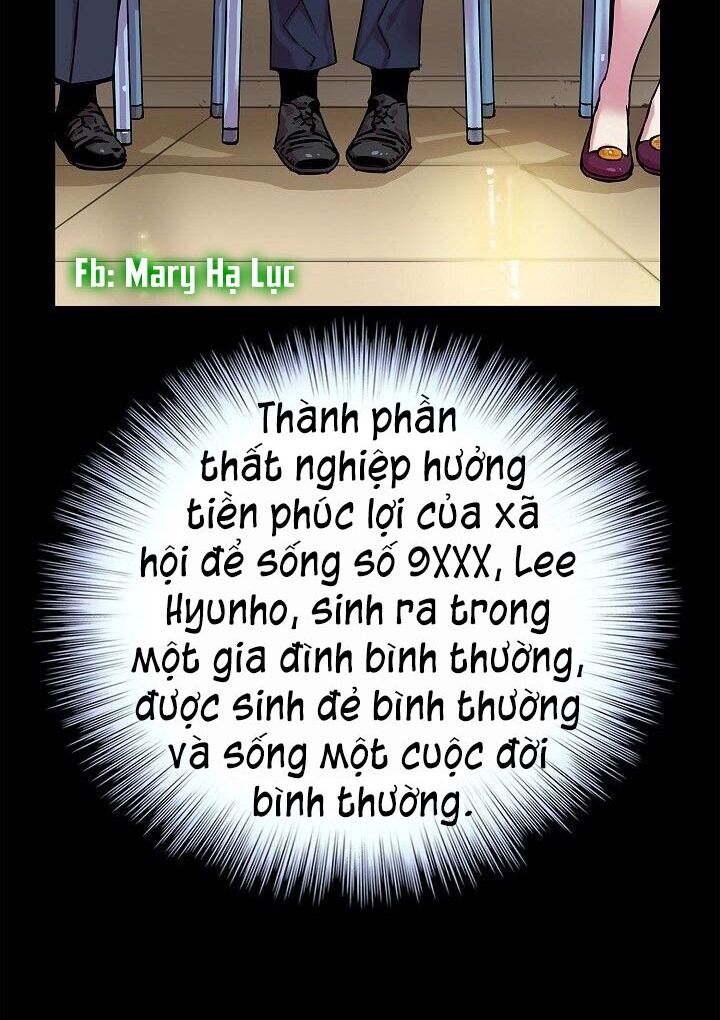 Fb: Mary Hạ Lục
Thành phần
thất nghiệp hưởng
tiền phúc lợi của xã
hội để sống số 9XXX, Lee
Hyunho, sinh ra trong
một gia đình bình thường,
được sinh đẻ bình thường
và sống một cuộc đời
bình thường.